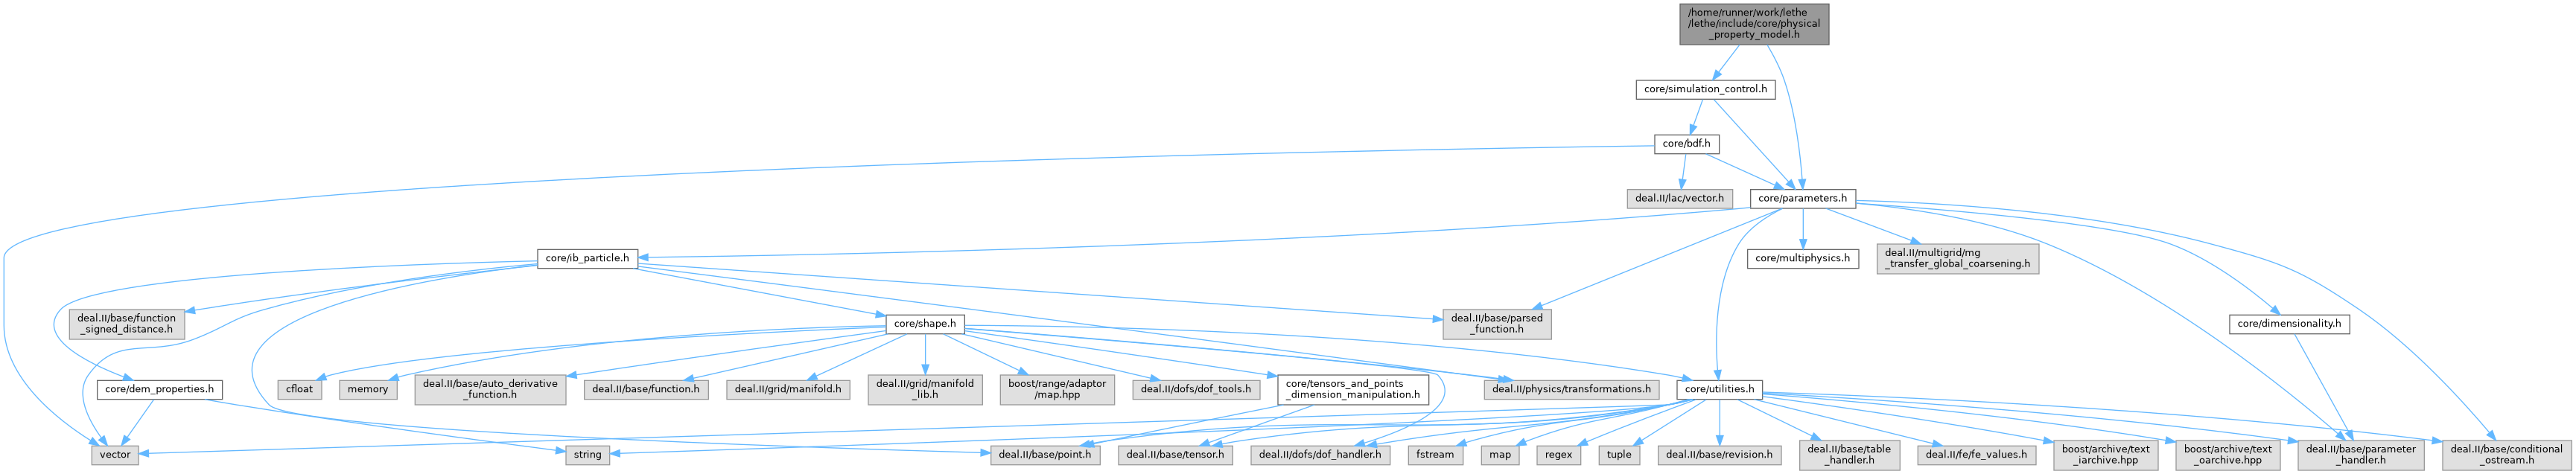 /home/runner/work/lethe
/lethe/include/core/physical
_property_model.h
core/simulation_control.h
core/bdf.h
deal.II/lac/vector.h
core/parameters.h
core/ib_particle.h
core/multiphysics.h
deal.II/multigrid/mg
_transfer_global_coarsening.h
deal.II/base/function
_signed_distance.h
core/shape.h
deal.II/base/parsed
_function.h
core/dimensionality.h
core/dem_properties.h
cfloat
memory
deal.II/base/auto_derivative
_function.h
deal.II/base/function.h
deal.II/grid/manifold.h
deal.II/grid/manifold
_lib.h
boost/range/adaptor
/map.hpp
deal.II/dofs/dof_tools.h
core/tensors_and_points
_dimension_manipulation.h
deal.II/physics/transformations.h
core/utilities.h
vector
string
deal.II/base/point.h
deal.II/base/tensor.h
deal.II/dofs/dof_handler.h
fstream
map
regex
tuple
deal.II/base/revision.h
deal.II/base/table
_handler.h
deal.II/fe/fe_values.h
boost/archive/text
_iarchive.hpp
boost/archive/text
_oarchive.hpp
deal.II/base/parameter
_handler.h
deal.II/base/conditional
_ostream.h